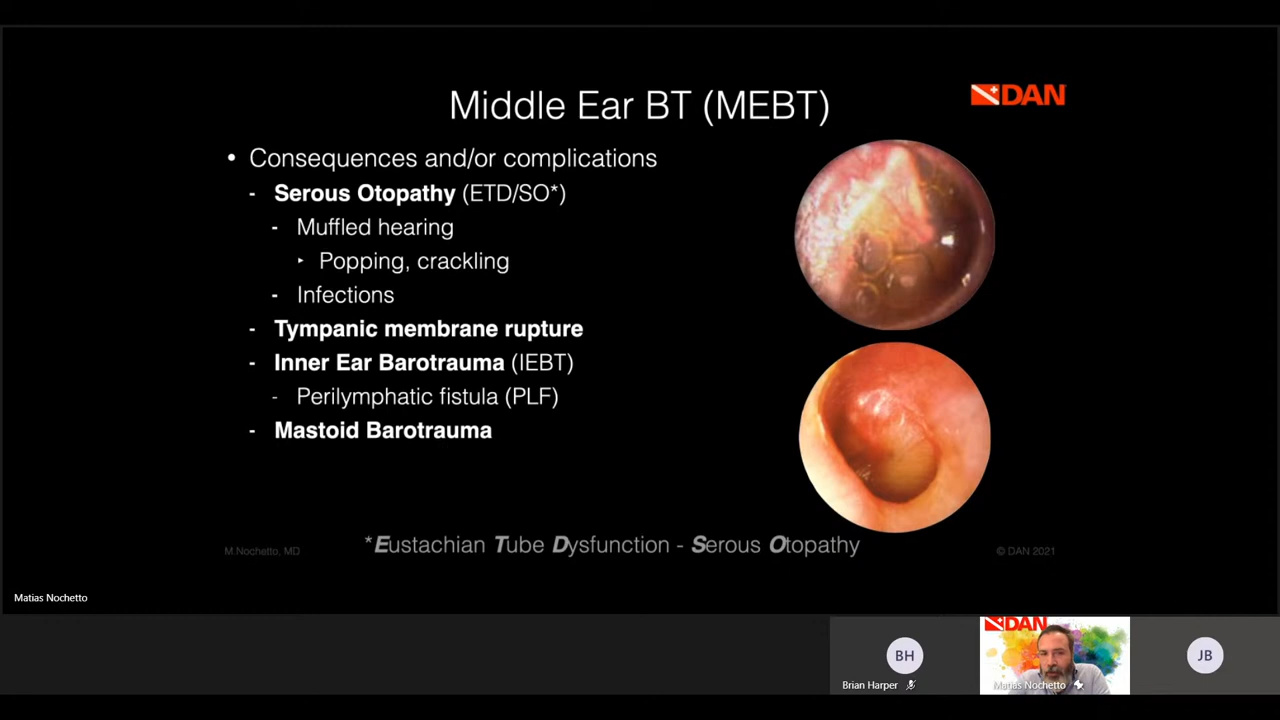 Middle Ear BT (MEBT)
DAN
• Consequences and/or complications
- Serous Otopathy (ETD/SO*)
- Muffled hearing
‣ Popping, crackling
- Infections
- Tympanic membrane rupture
- Inner Ear Barotrauma (IEBT)
- Perilymphatic fistula (PLF)
- Mastoid Barotrauma
*Eustachian Tube Dysfunction - Serous Otopathy
M.Nochetto, MD
© DAN 2021
Matias Nochetto
DAN
BH
JB
Brian Harper
Matias Nochetto